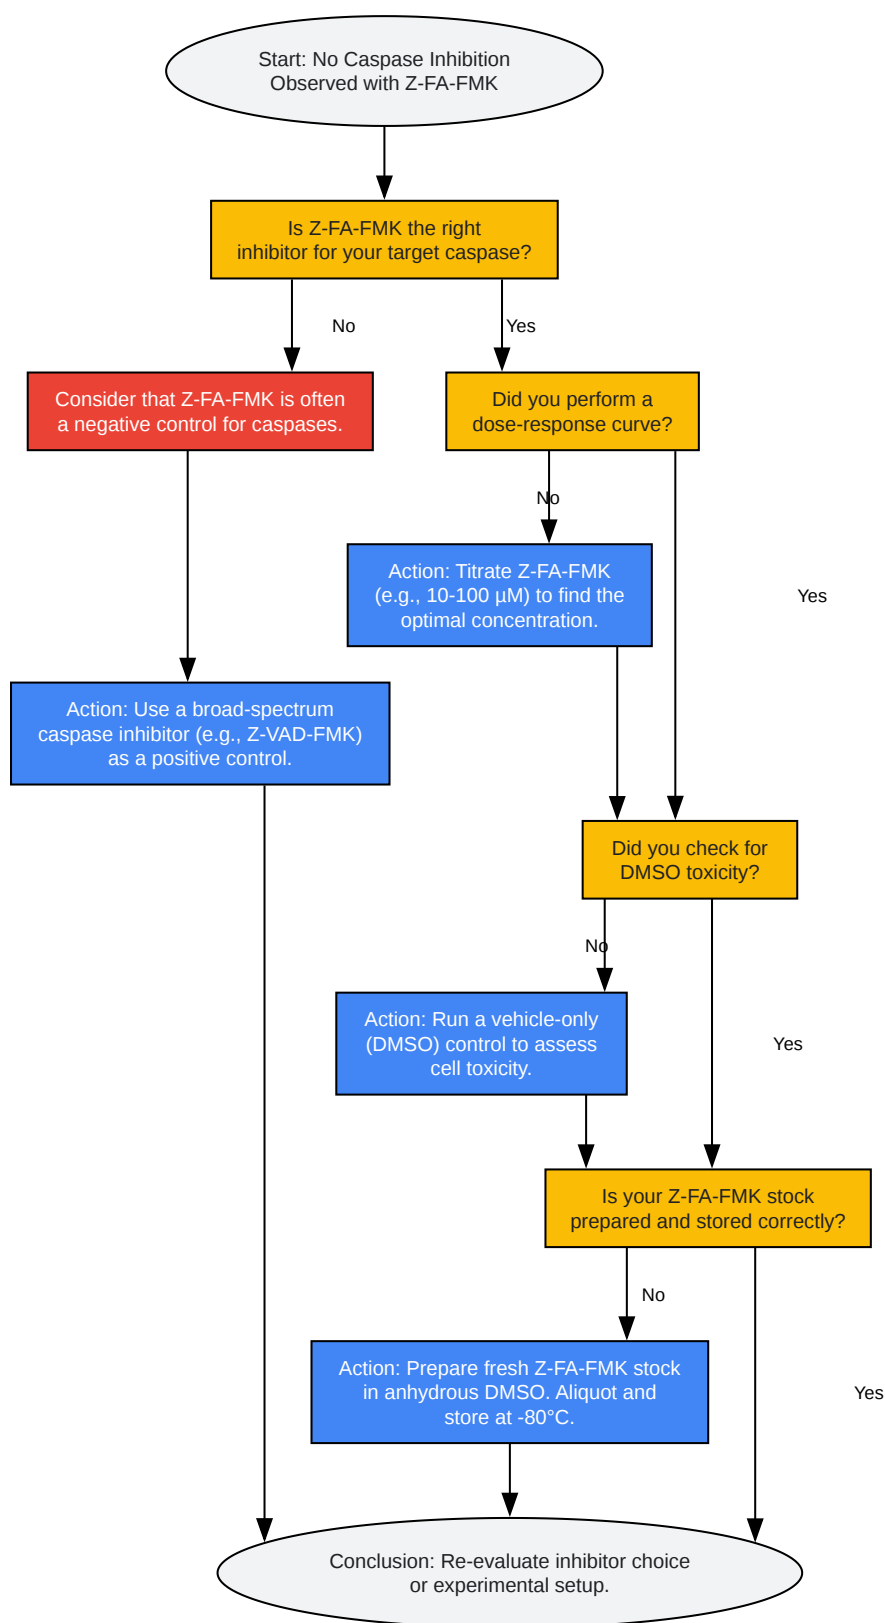 Start: No Caspase Inhibition
Observed with Z-FA-FMK
Is Z-FA-FMK the right
inhibitor for your target caspase?
No
Yes
Consider that Z-FA-FMK is often
a negative control for caspases.
Did you perform a
dose-response curve?
No
Action: Titrate Z-FA-FMK
(e.g., 10-100 µM) to find the
optimal concentration.
Yes
Action: Use a broad-spectrum
caspase inhibitor (e.g., Z-VAD-FMK)
as a positive control.
Did you check for
DMSO toxicity?
No
Action: Run a vehicle-only
(DMSO) control to assess
cell toxicity.
Yes
Is your Z-FA-FMK stock
prepared and stored correctly?
No
Action: Prepare fresh Z-FA-FMK stock
in anhydrous DMSO. Aliquot and
store at -80°C.
Yes
Conclusion: Re-evaluate inhibitor choice
or experimental setup.